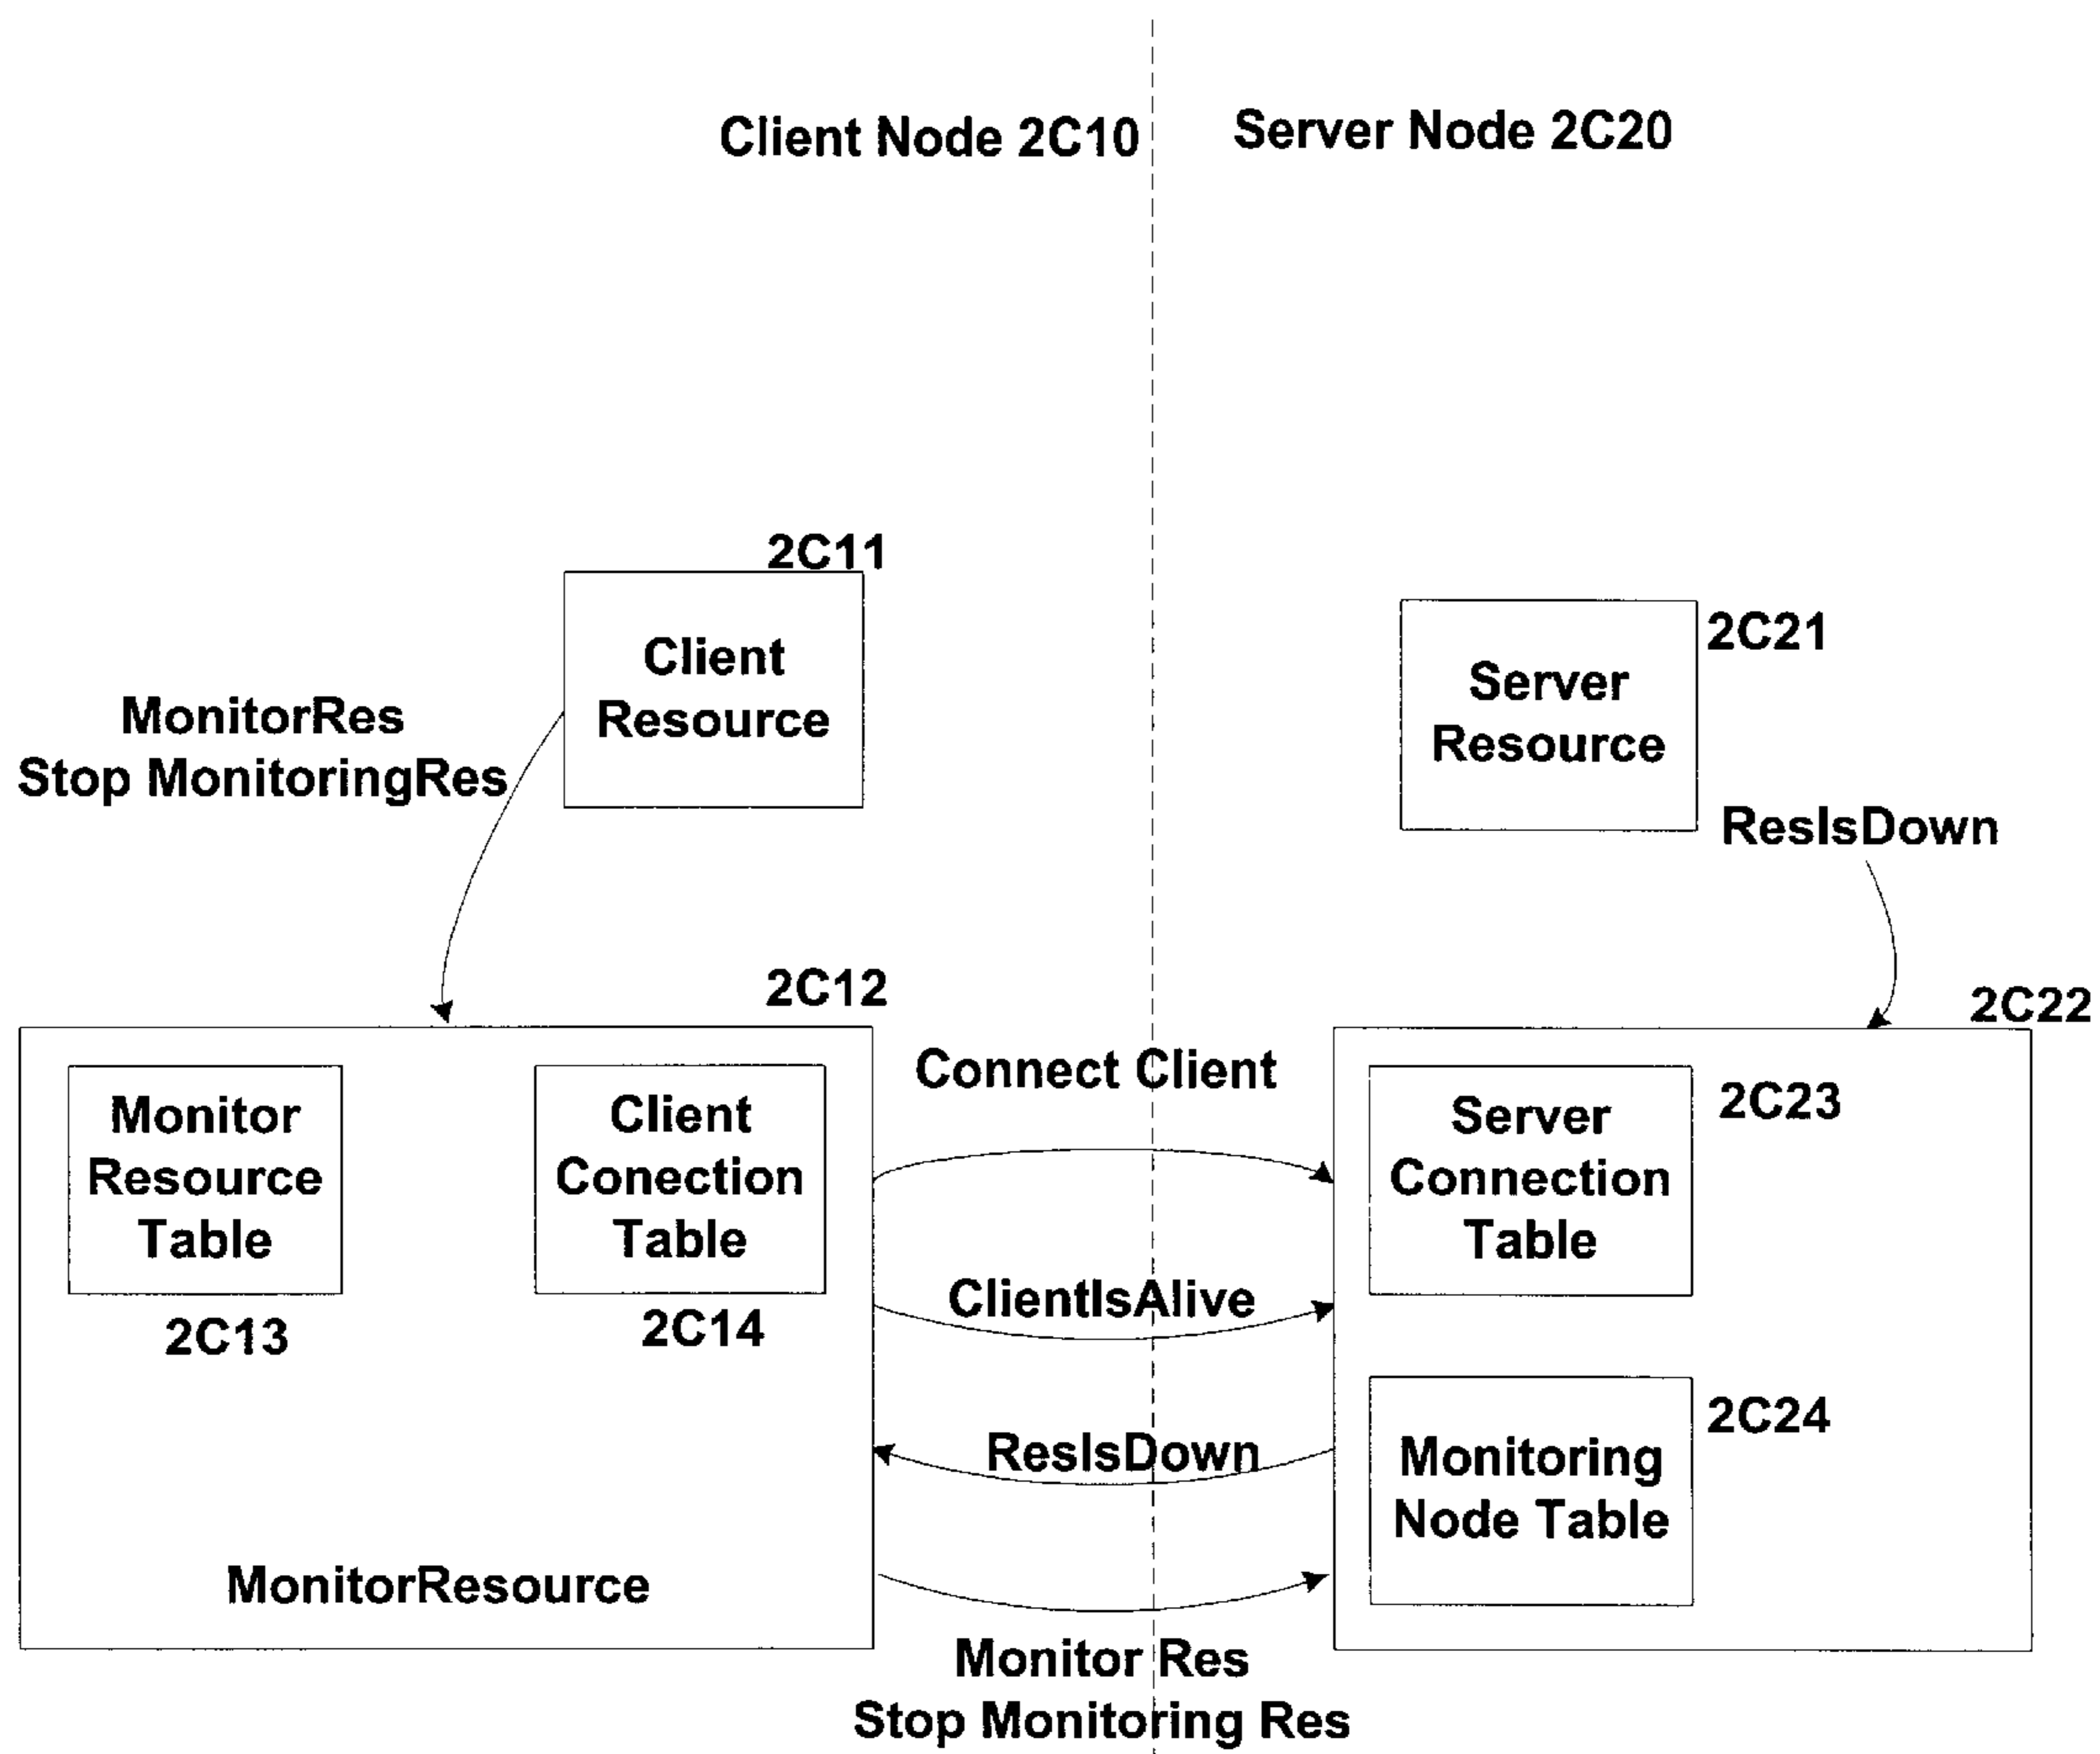 Client Node 2C10
Server Node 2C20
2C11
Client
Resource
2C21
Server
Resource
MonitorRes
Stop MonitoringRes
ResIsDown
2C12
2C22
Monitor
Resource
Table
2C13
Client
Conection
Table
2C14
MonitorResource
Connect Client
ClientIsAlive
ResIsDown
Monitor Res
Stop Monitoring Res
Server
Connection
Table
2C23
Monitoring
Node Table
2C24